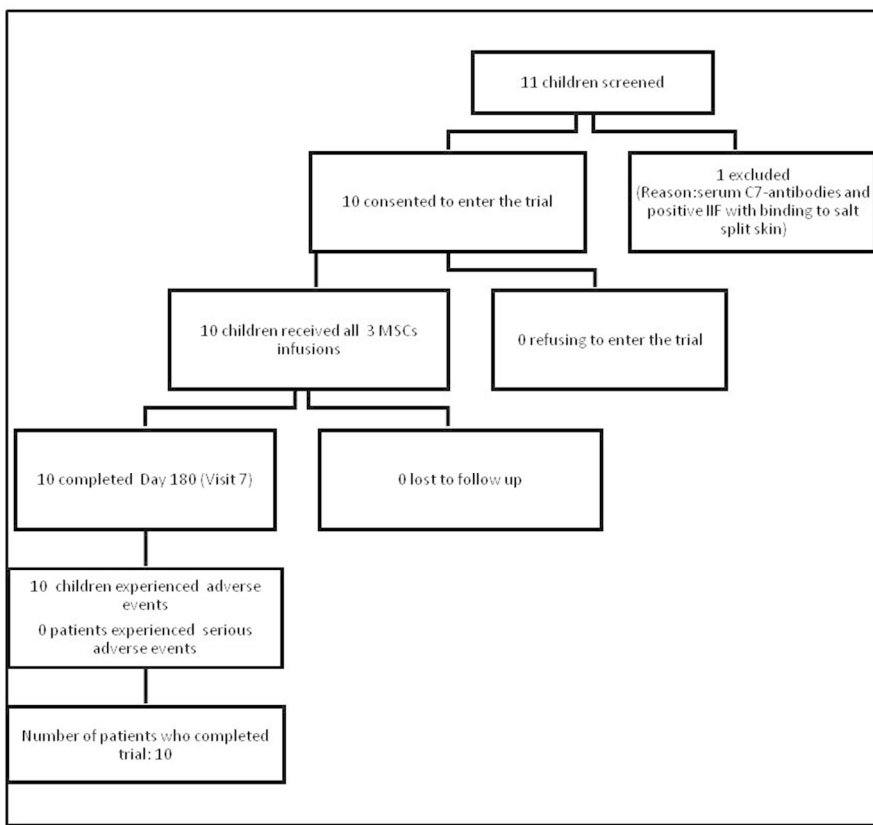 11 children screened
10 consented to enter the trial
1 excluded
(Reason:serum C7-antibodies and
positive IIF with binding to salt
split skin)
10 children received all 3 MSCs
infusions
0 refusing to enter the trial
10 completed Day 180 (Visit 7)
0 lost to follow up
10 children experienced adverse
events
0 patients experienced serious
adverse events
Number of patients who completed
trial: 10